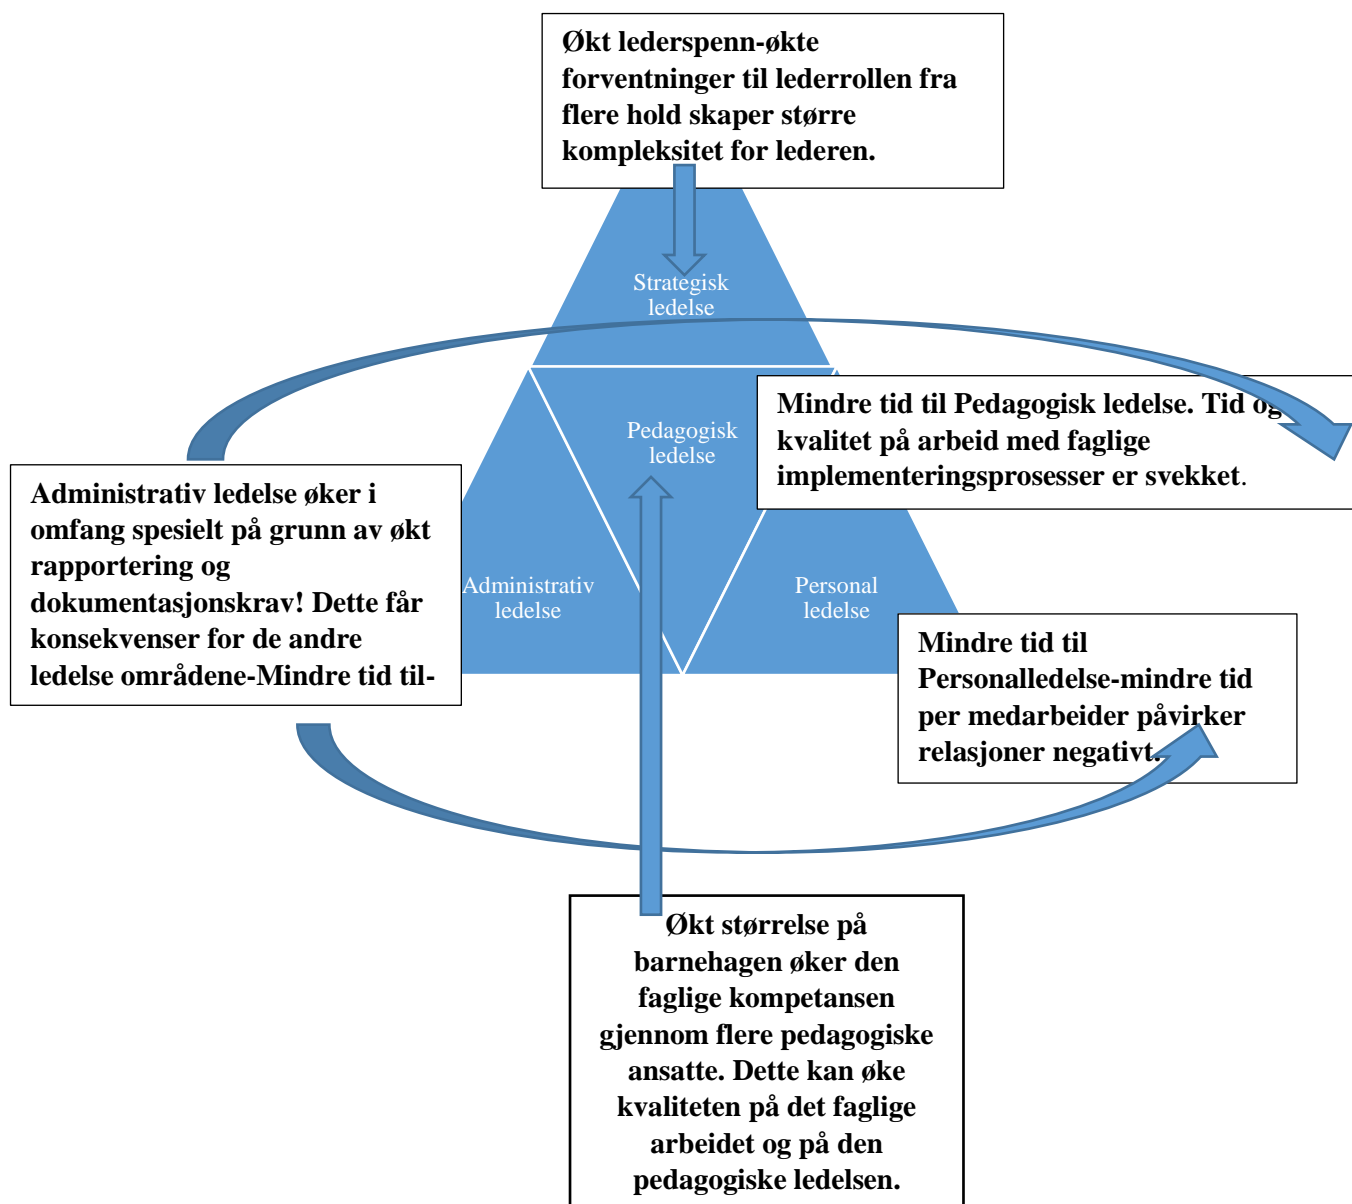 Økt lederspenn-økte
forventninger til lederrollen fra
flere hold skaper større
kompleksitet for lederen.
Strategisk
ledelse
Mindre tid til Pedagogisk ledelse. Tid og
kvalitet på arbeid med faglige
implementeringsprosesser er svekket.
Pedagogisk
ledelse
Administrativ ledelse øker i
omfang spesielt på grunn av økt
rapportering og
dokumentasjonskrav! Dette får
konsekvenser for de andre
ledelse områdene-Mindre tid til-
Administrativ
ledelse
Personal
ledelse
Mindre tid til
Personalledelse-mindre tid
per medarbeider påvirker
relasjoner negativt.
Økt størrelse på
barnehagen øker den
faglige kompetansen
gjennom flere pedagogiske
ansatte. Dette kan øke
kvaliteten på det faglige
arbeidet og på den
pedagogiske ledelsen.